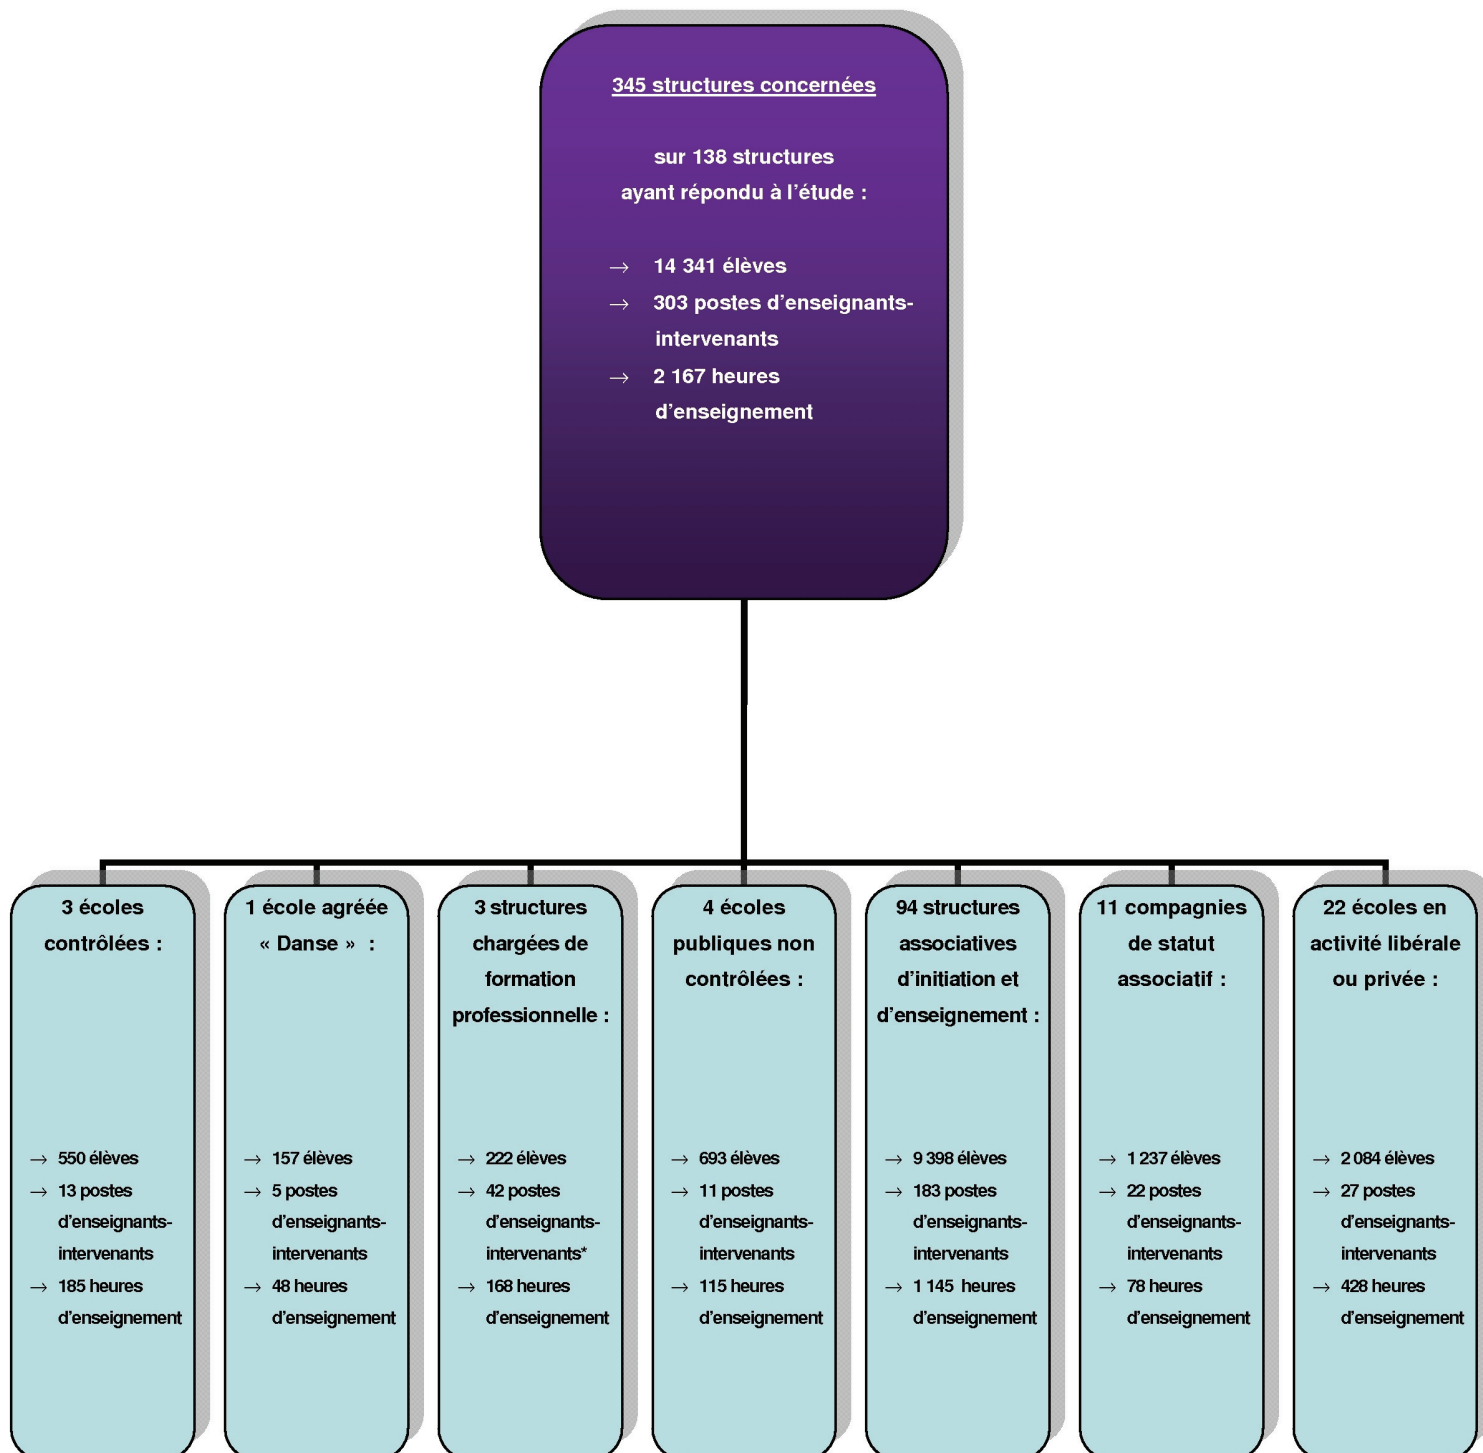 345 structures concernées
sur 138 structures
ayant répondu à l’étude :
→ 14 341 élèves
→ 303 postes d’enseignants-
intervenants
→ 2 167 heures
d’enseignement
3 écoles
contrôlées :
→ 550 élèves
→ 13 postes
d’enseignants-
intervenants
→ 185 heures
d’enseignement
1 école agréée
« Danse » :
→ 157 élèves
→ 5 postes
d’enseignants-
intervenants
→ 48 heures
d’enseignement
3 structures
chargées de
formation
professionnelle :
→ 222 élèves
→ 42 postes
d’enseignants-
intervenants*
→ 168 heures
d’enseignement
4 écoles
publiques non
contrôlées :
→ 693 élèves
→ 11 postes
d’enseignants-
intervenants
→ 115 heures
d’enseignement
94 structures
associatives
d’initiation et
d’enseignement :
→ 9 398 élèves
→ 183 postes
d’enseignants-
intervenants
→ 1 145 heures
d’enseignement
11 compagnies
de statut
associatif :
→ 1 237 élèves
→ 22 postes
d’enseignants-
intervenants
→ 78 heures
d’enseignement
22 écoles en
activité libérale
ou privée :
→ 2 084 élèves
→ 27 postes
d’enseignants-
intervenants
→ 428 heures
d’enseignement